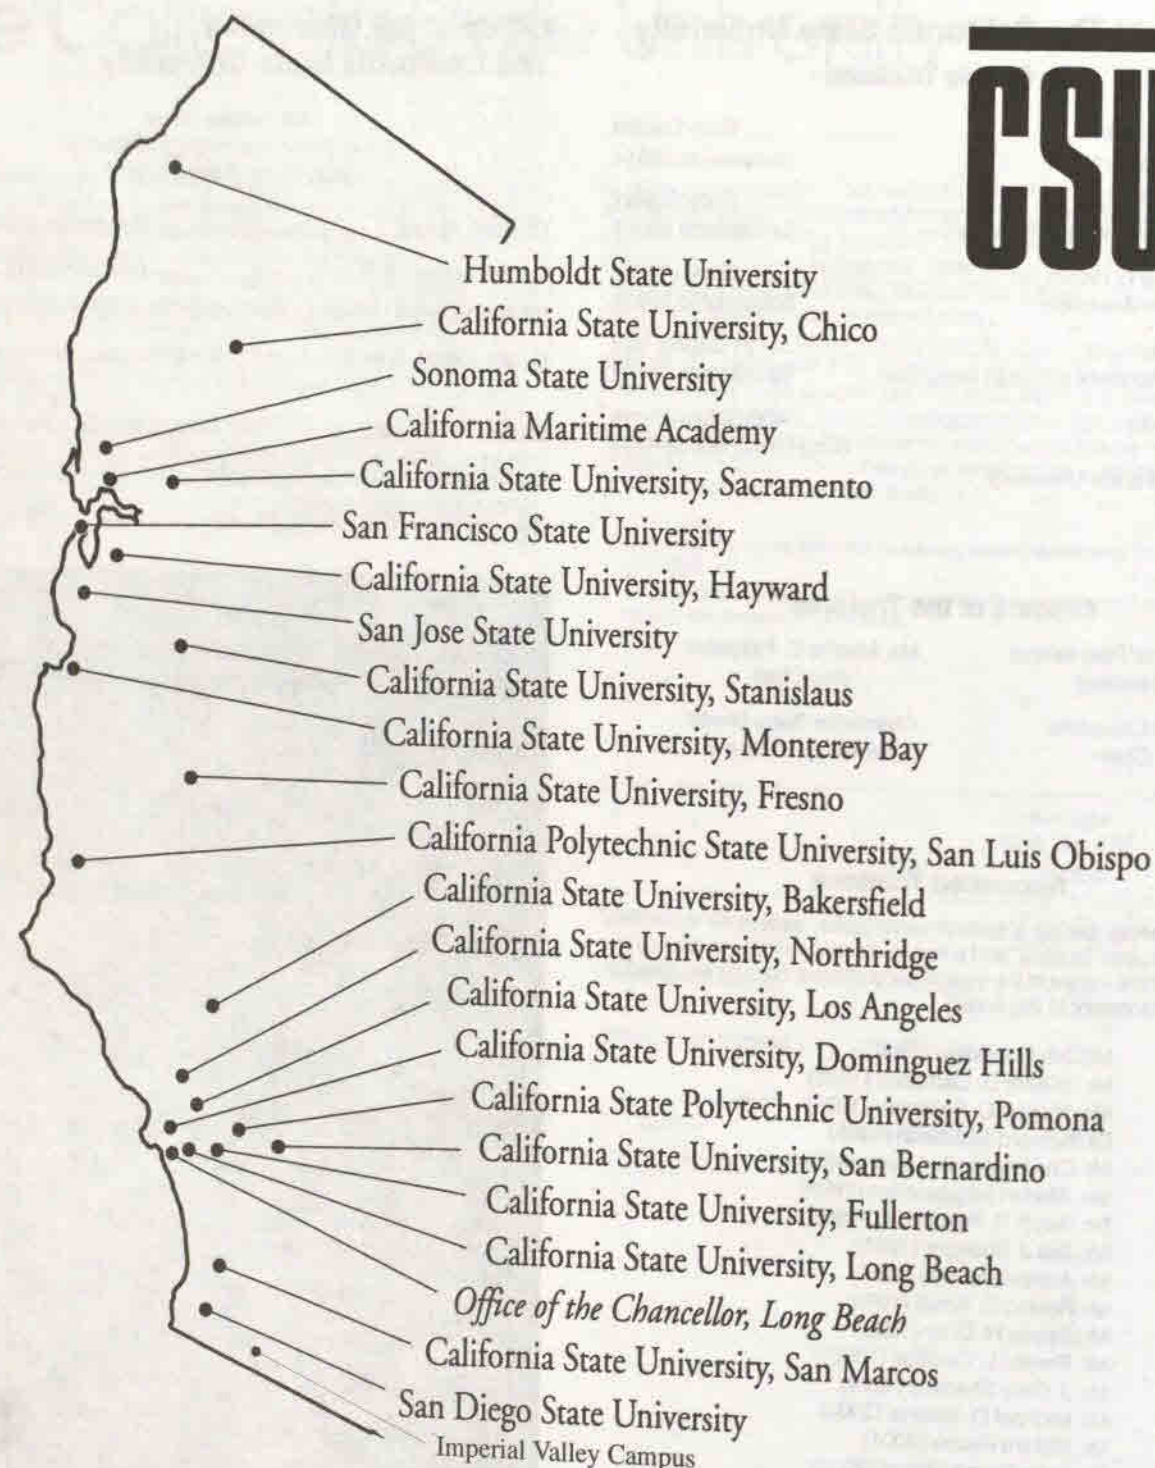 CSU
Humboldt State University
California State University, Chico
Sonoma State University
California Maritime Academy
California State University, Sacramento
San Francisco State University
California State University, Hayward
San Jose State University
California State University, Stanislaus
California State University, Monterey Bay
California State University, Fresno
California Polytechnic State University, San Luis Obispo
California State University, Bakersfield
California State University, Northridge
California State University, Los Angeles
California State University, Dominguez Hills
California State Polytechnic University, Pomona
California State University, San Bernardino
California State University, Fullerton
California State University, Long Beach
Office of the Chancellor, Long Beach
California State University, San Marcos
San Diego State University
Imperial Valley Campus